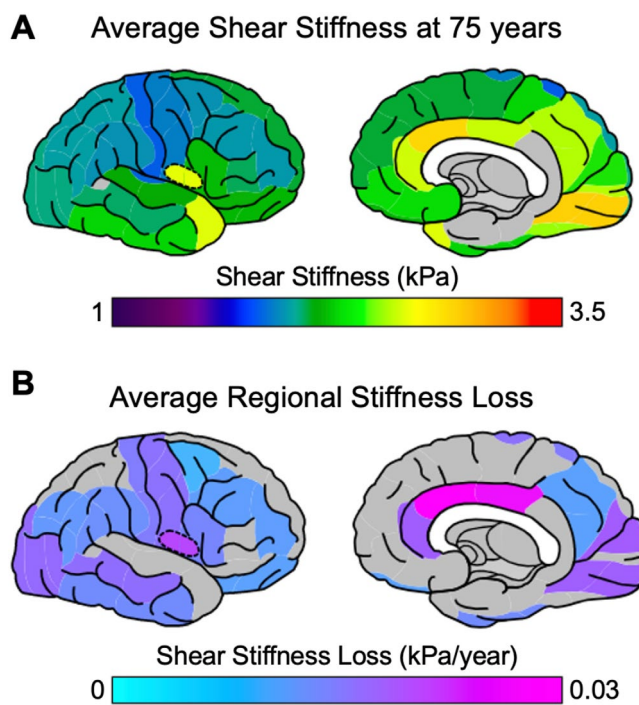 A Average Shear Stiffness at 75 years
Shear Stiffness (kPa)
1 3.5
B Average Regional Stiffness Loss
Shear Stiffness Loss (kPa/year)
0 0.03